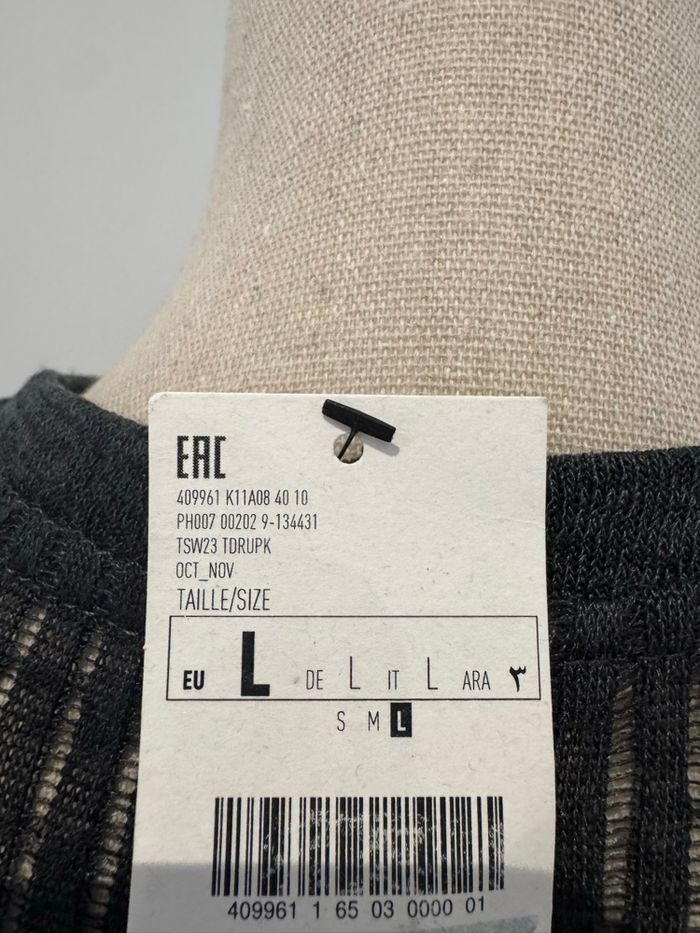 EAC
409961 K11A08 40 10
PH007 00202 9-134431
TSW23 TDRUPK
OCT_NOV
TAILLE/SIZE
EU L DE L IT L ARA ٣
S M L
409961 1 65 03 0000 01